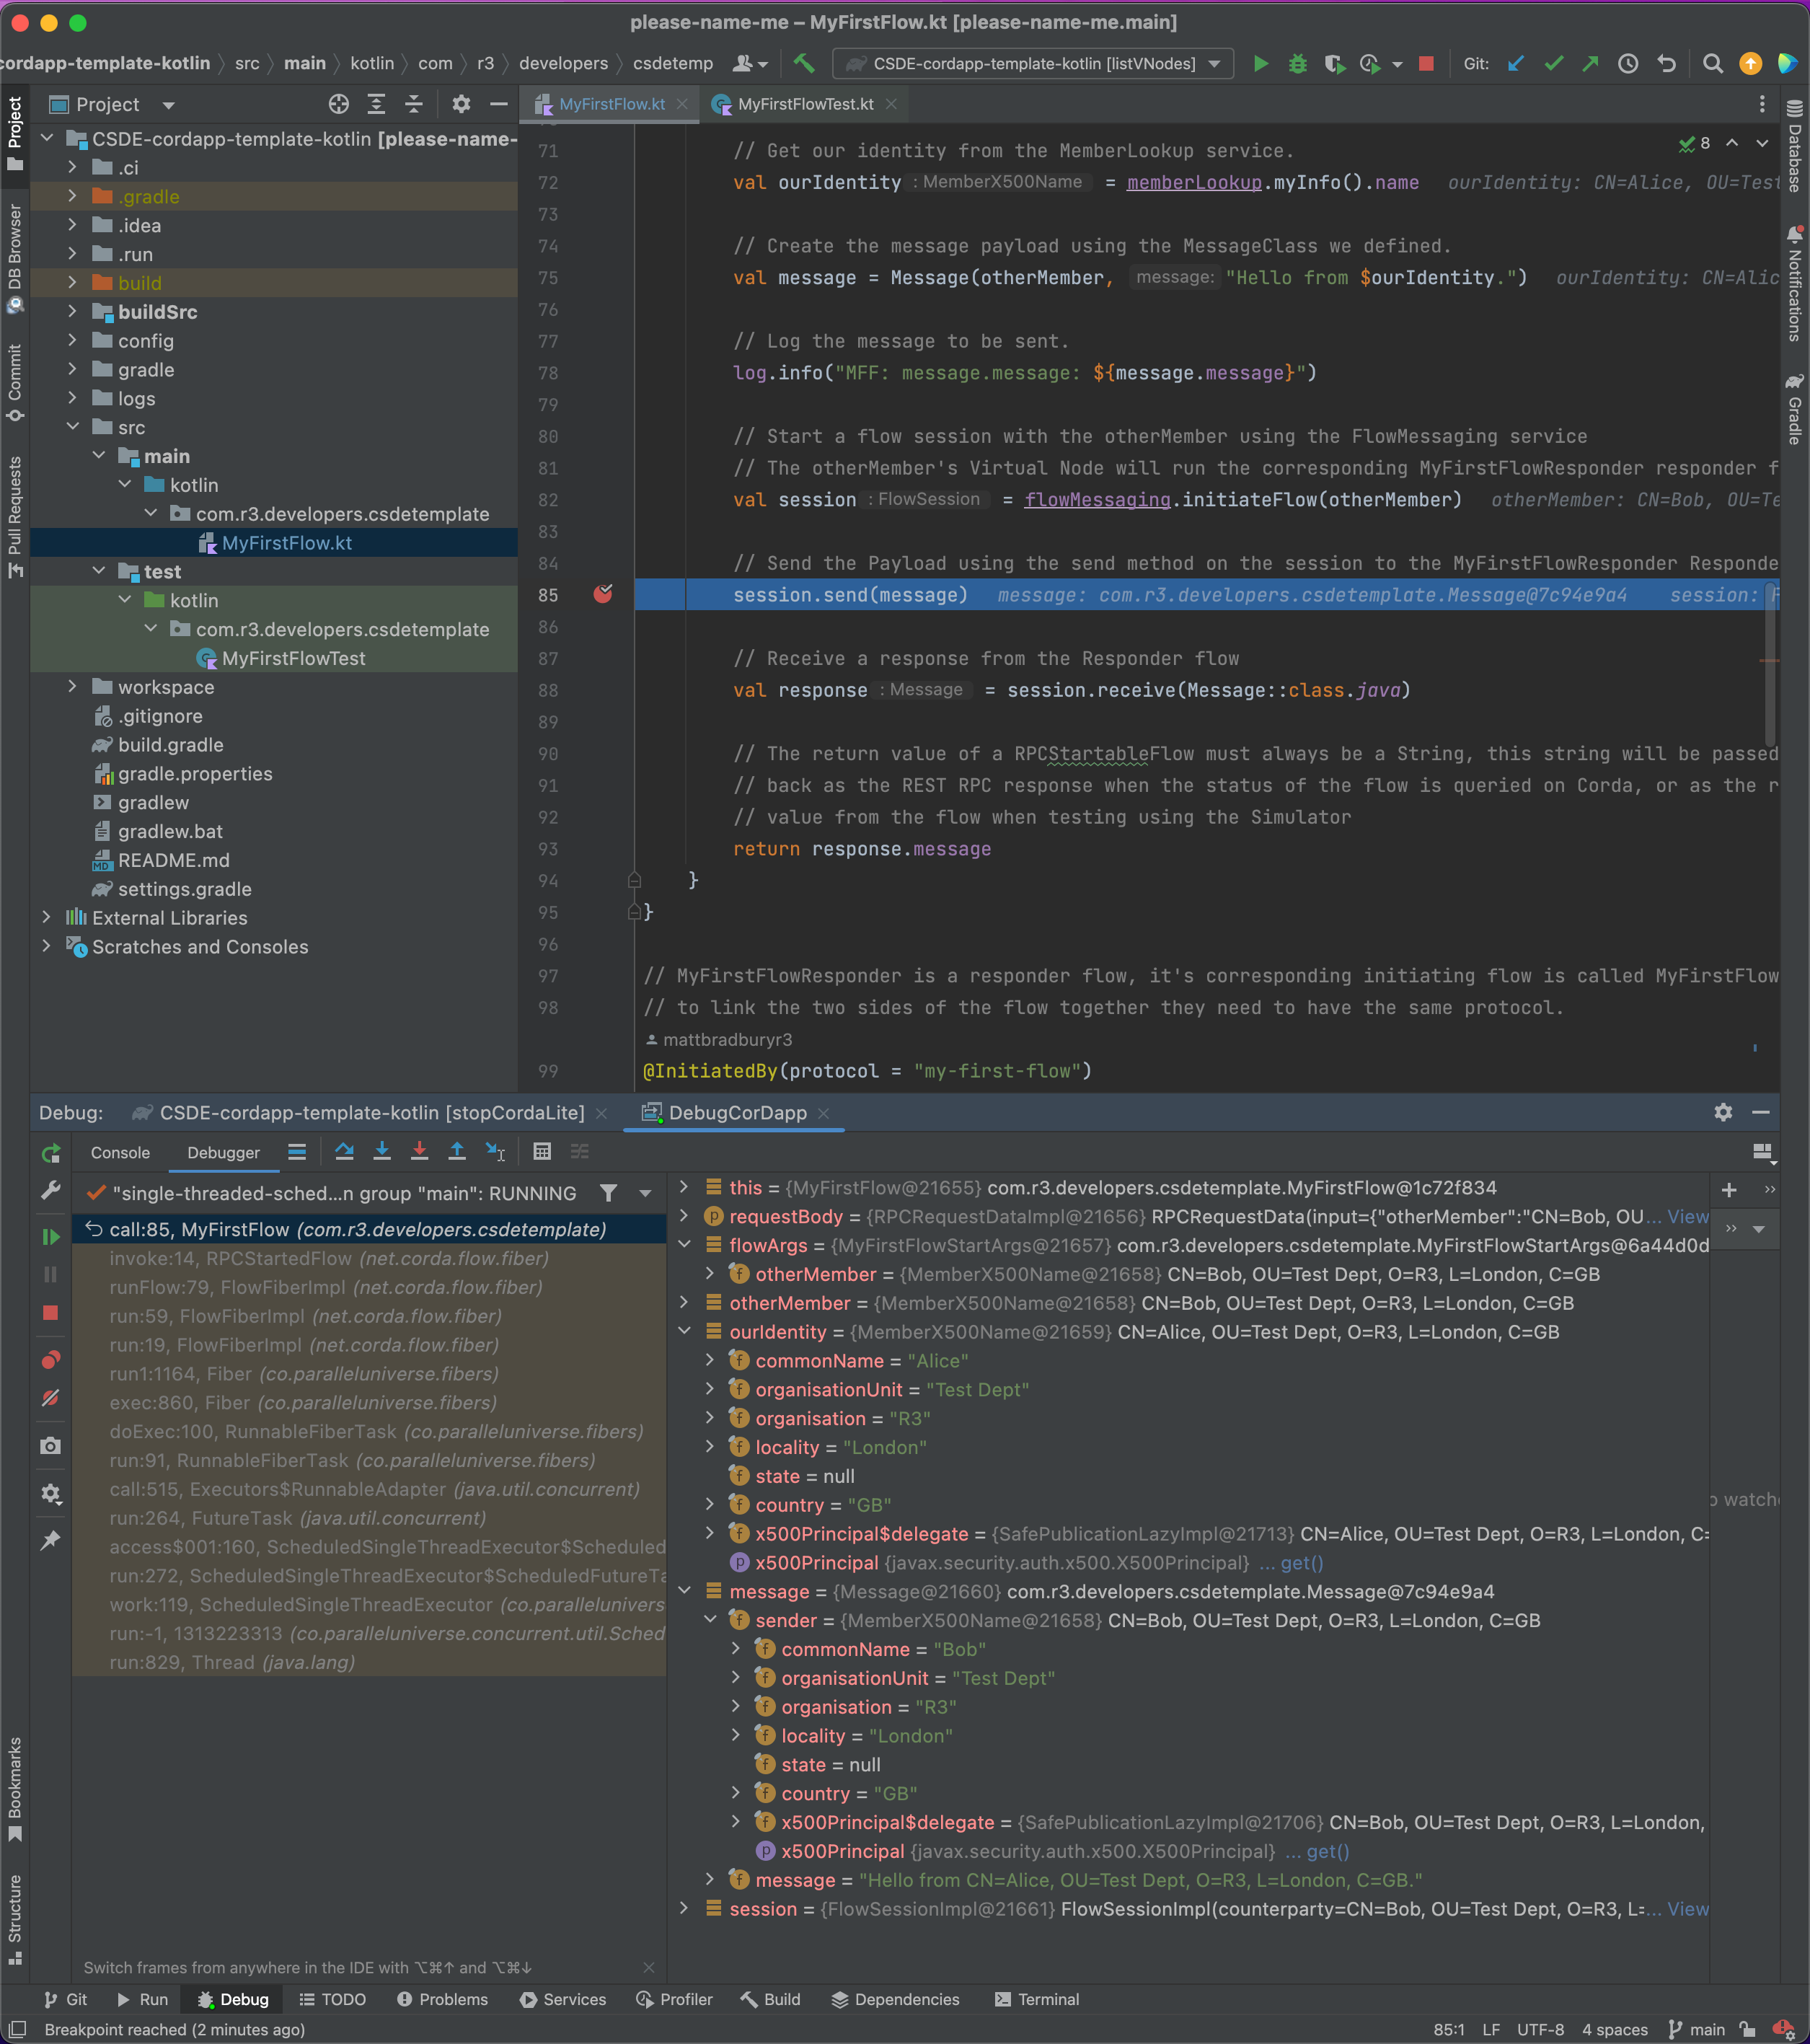 please-name-me – MyFirstFlow.kt [please-name-me.main]
cordapp-template-kotlin src main kotlin com r3 developers csdetemp CSDE-cordapp-template-kotlin [listVNodes] Git:
Project
MyFirstFlow.kt MyFirstFlowTest.kt
Project
DB Browser
Commit
Pull Requests
Bookmarks
Structure
CSDE-cordapp-template-kotlin [please-name-
.ci
.gradle
.idea
.run
build
buildSrc
config
gradle
logs
src
main
kotlin
com.r3.developers.csdetemplate
MyFirstFlow.kt
test
kotlin
com.r3.developers.csdetemplate
MyFirstFlowTest
workspace
.gitignore
build.gradle
gradle.properties
gradlew
gradlew.bat
README.md
settings.gradle
External Libraries
Scratches and Consoles
8
71 // Get our identity from the MemberLookup service.
72 val ourIdentity : MemberX500Name = memberLookup.myInfo().name ourIdentity: CN=Alice, OU=Test
73
74 // Create the message payload using the MessageClass we defined.
75 val message = Message(otherMember, message: "Hello from $ourIdentity.") ourIdentity: CN=Alic
76
77 // Log the message to be sent.
78 log.info("MFF: message.message: ${message.message}")
79
80 // Start a flow session with the otherMember using the FlowMessaging service
81 // The otherMember's Virtual Node will run the corresponding MyFirstFlowResponder responder f
82 val session : FlowSession = flowMessaging.initiateFlow(otherMember) otherMember: CN=Bob, OU=Te
83
84 // Send the Payload using the send method on the session to the MyFirstFlowResponder Responde
85 session.send(message) message: com.r3.developers.csdetemplate.Message@7c94e9a4 session: F
86
87 // Receive a response from the Responder flow
88 val response : Message = session.receive(Message::class.java)
89
90 // The return value of a RPCStartableFlow must always be a String, this string will be passed
91 // back as the REST RPC response when the status of the flow is queried on Corda, or as the r
92 // value from the flow when testing using the Simulator
93 return response.message
94 }
95 }
96
97 // MyFirstFlowResponder is a responder flow, it's corresponding initiating flow is called MyFirstFlow
98 // to link the two sides of the flow together they need to have the same protocol.
mattbradburyr3
99 @InitiatedBy(protocol = "my-first-flow")
Database
Notifications
Gradle
Debug: CSDE-cordapp-template-kotlin [stopCordaLite] DebugCorDapp
Console Debugger
"single-threaded-sched...n group "main": RUNNING
call:85, MyFirstFlow (com.r3.developers.csdetemplate)
invoke:14, RPCStartedFlow (net.corda.flow.fiber)
runFlow:79, FlowFiberImpl (net.corda.flow.fiber)
run:59, FlowFiberImpl (net.corda.flow.fiber)
run:19, FlowFiberImpl (net.corda.flow.fiber)
run1:1164, Fiber (co.paralleluniverse.fibers)
exec:860, Fiber (co.paralleluniverse.fibers)
doExec:100, RunnableFiberTask (co.paralleluniverse.fibers)
run:91, RunnableFiberTask (co.paralleluniverse.fibers)
call:515, Executors$RunnableAdapter (java.util.concurrent)
run:264, FutureTask (java.util.concurrent)
access$001:160, ScheduledSingleThreadExecutor$Scheduled
run:272, ScheduledSingleThreadExecutor$ScheduledFutureTa
work:119, ScheduledSingleThreadExecutor (co.parallelunivers
run:-1, 1313223313 (co.paralleluniverse.concurrent.util.Sched
run:829, Thread (java.lang)
Switch frames from anywhere in the IDE with ⌥⌘↑ and ⌥⌘↓
this = {MyFirstFlow@21655} com.r3.developers.csdetemplate.MyFirstFlow@1c72f834
requestBody = {RPCRequestDataImpl@21656} RPCRequestData(input={"otherMember":"CN=Bob, OU... View
flowArgs = {MyFirstFlowStartArgs@21657} com.r3.developers.csdetemplate.MyFirstFlowStartArgs@6a44d0d
otherMember = {MemberX500Name@21658} CN=Bob, OU=Test Dept, O=R3, L=London, C=GB
otherMember = {MemberX500Name@21658} CN=Bob, OU=Test Dept, O=R3, L=London, C=GB
ourIdentity = {MemberX500Name@21659} CN=Alice, OU=Test Dept, O=R3, L=London, C=GB
commonName = "Alice"
organisationUnit = "Test Dept"
organisation = "R3"
locality = "London"
state = null
country = "GB"
x500Principal$delegate = {SafePublicationLazyImpl@21713} CN=Alice, OU=Test Dept, O=R3, L=London, C=
x500Principal {javax.security.auth.x500.X500Principal} ... get()
message = {Message@21660} com.r3.developers.csdetemplate.Message@7c94e9a4
sender = {MemberX500Name@21658} CN=Bob, OU=Test Dept, O=R3, L=London, C=GB
commonName = "Bob"
organisationUnit = "Test Dept"
organisation = "R3"
locality = "London"
state = null
country = "GB"
x500Principal$delegate = {SafePublicationLazyImpl@21706} CN=Bob, OU=Test Dept, O=R3, L=London,
x500Principal {javax.security.auth.x500.X500Principal} ... get()
message = "Hello from CN=Alice, OU=Test Dept, O=R3, L=London, C=GB."
session = {FlowSessionImpl@21661} FlowSessionImpl(counterparty=CN=Bob, OU=Test Dept, O=R3, L=... View
o watche
Git Run Debug TODO Problems Services Profiler Build Dependencies Terminal
Breakpoint reached (2 minutes ago) 85:1 LF UTF-8 4 spaces main